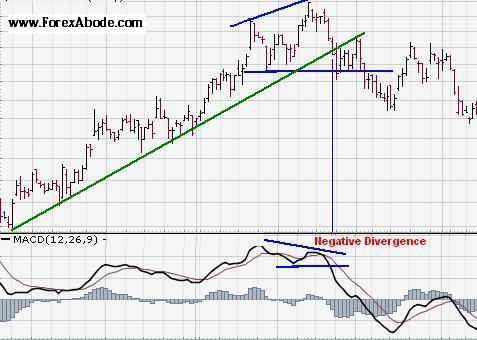 www.ForexAbode.com
MACD(12,26,9) -
Negative Divergence